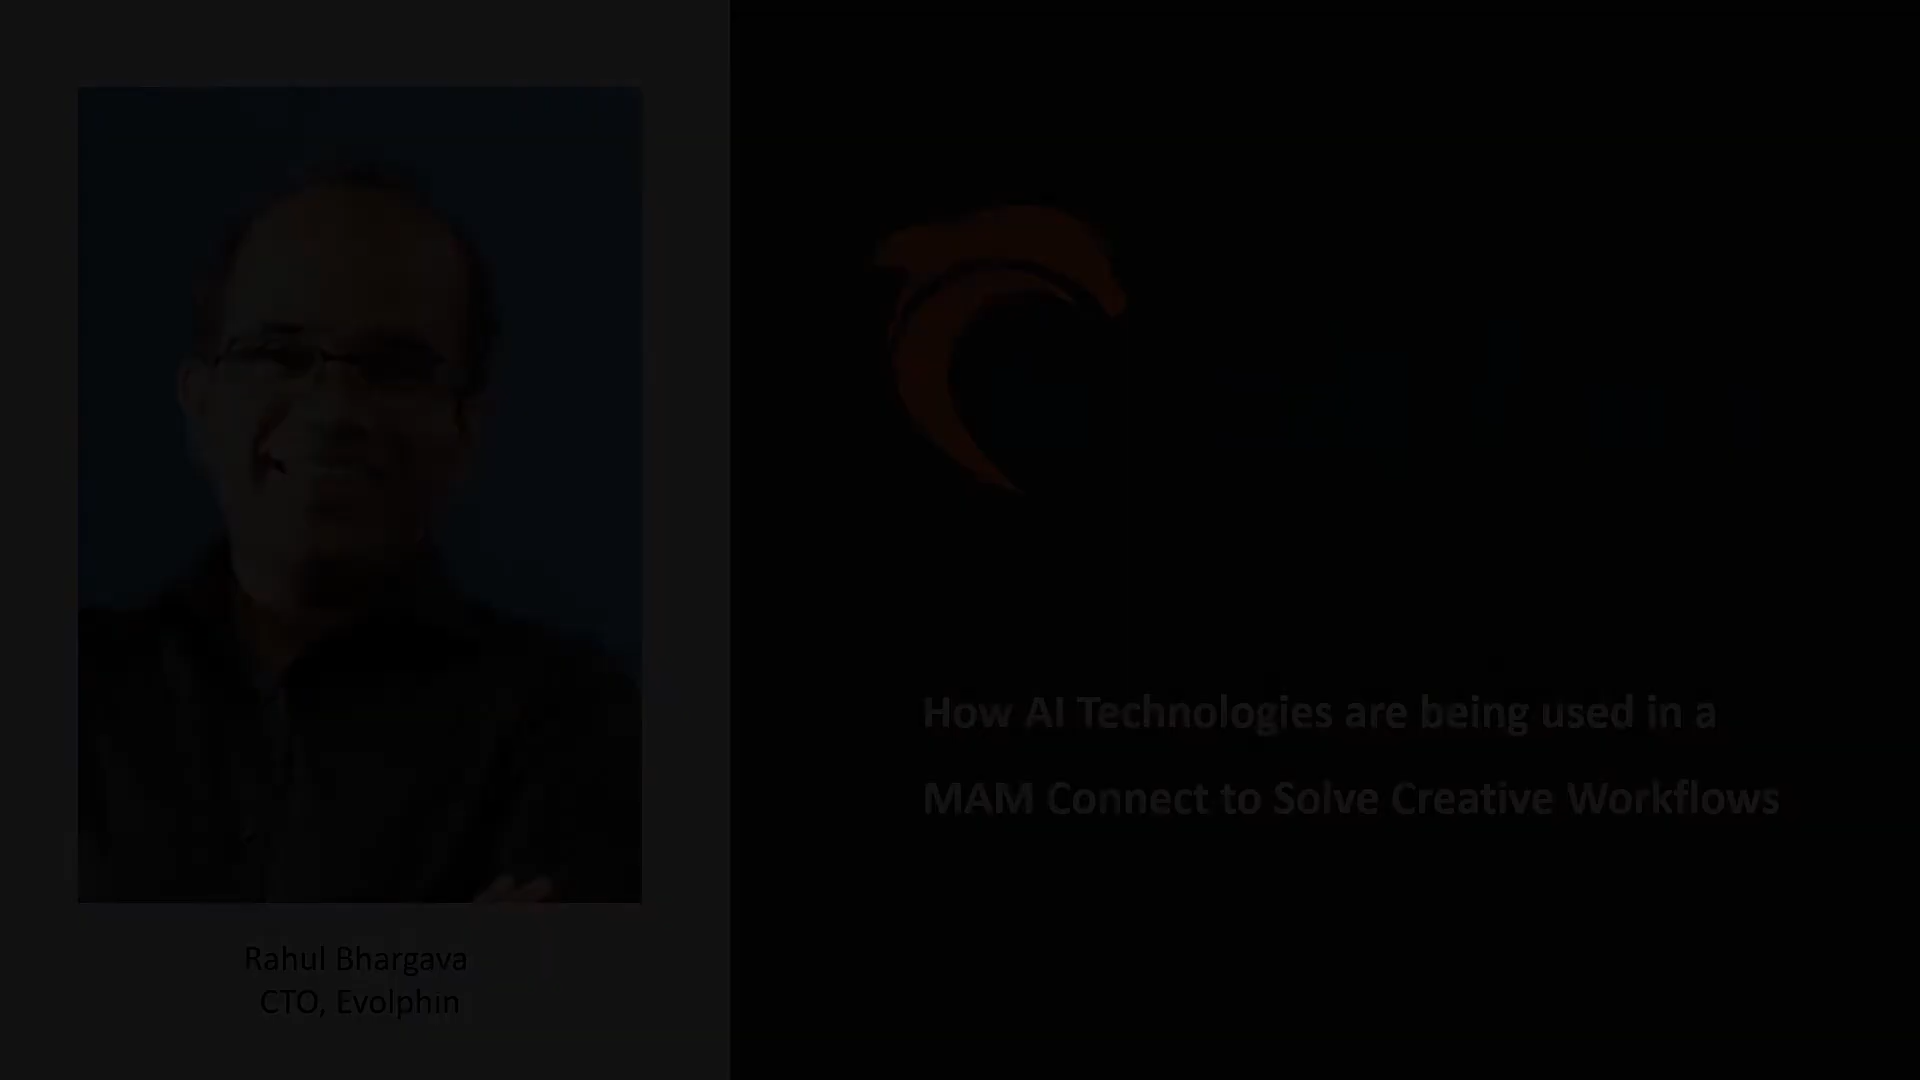 How AI Technologies are being used in a
MAM Connect to Solve Creative Workflows
Rahul Bhargava
CTO, Evolphin